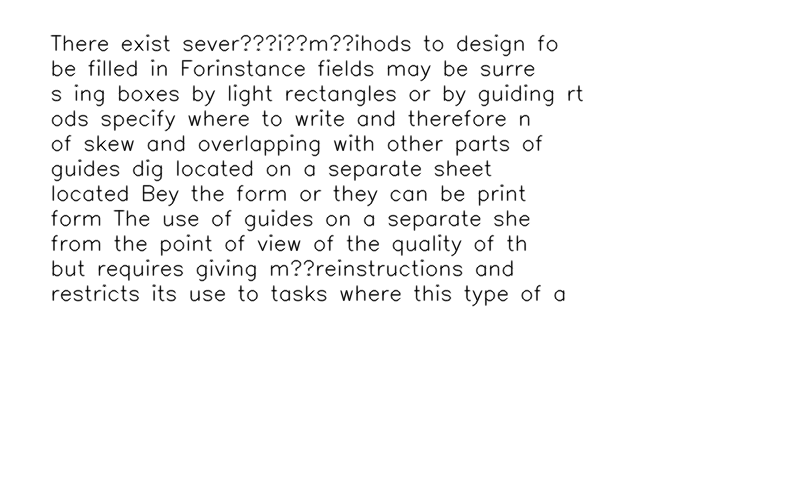 There exist sever???i??m??ihods to design fo
be filled in Forinstance fields may be surre
s ing boxes by light rectangles or by guiding rt
ods specify where to write and therefore n
of skew and overlapping with other parts of
guides dig located on a separate sheet
located Bey the form or they can be print
form The use of guides on a separate she
from the point of view of the quality of th
but requires giving m??reinstructions and
restricts its use to tasks where this type of a